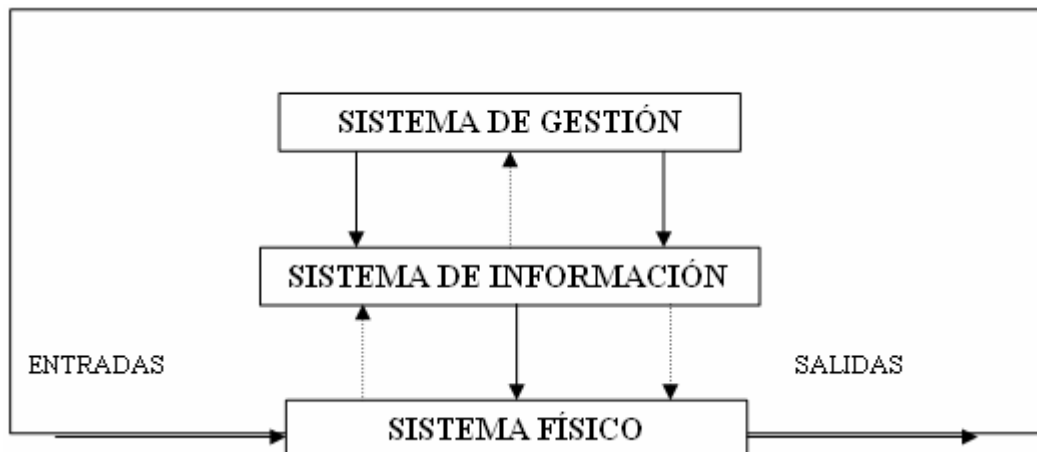 SISTEMA DE GESTIÓN
SISTEMA DE INFORMACIÓN
ENTRADAS
SALIDAS
SISTEMA FÍSICO